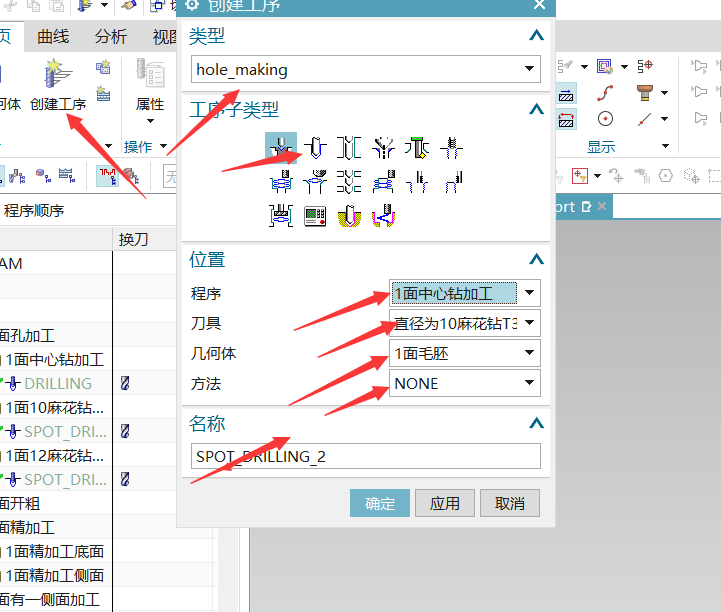 创建工序
页
曲线
分析
视图
何体
创建工序
属性
操作
类型
hole_making
工序子类型
显示
无
程序顺序
换刀
AM
面孔加工
1面中心钻加工
DRILLING
1面10麻花钻...
SPOT_DRI...
1面12麻花钻...
SPOT_DRI...
面开粗
面精加工
1面精加工底面
1面精加工侧面
面有一侧面加工
位置
程序
1面中心钻加工
刀具
直径为10麻花钻T3
几何体
1面毛胚
方法
NONE
名称
SPOT_DRILLING_2
确定
应用
取消
ort